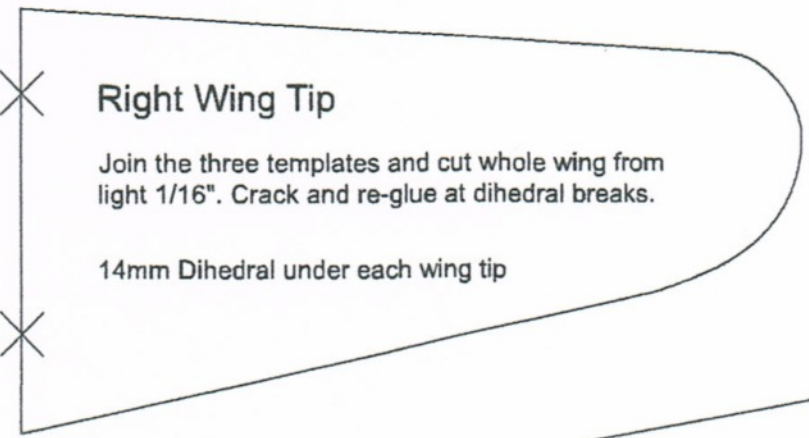 Right Wing Tip
Join the three templates and cut whole wing from
light 1/16". Crack and re-glue at dihedral breaks.
14mm Dihedral under each wing tip